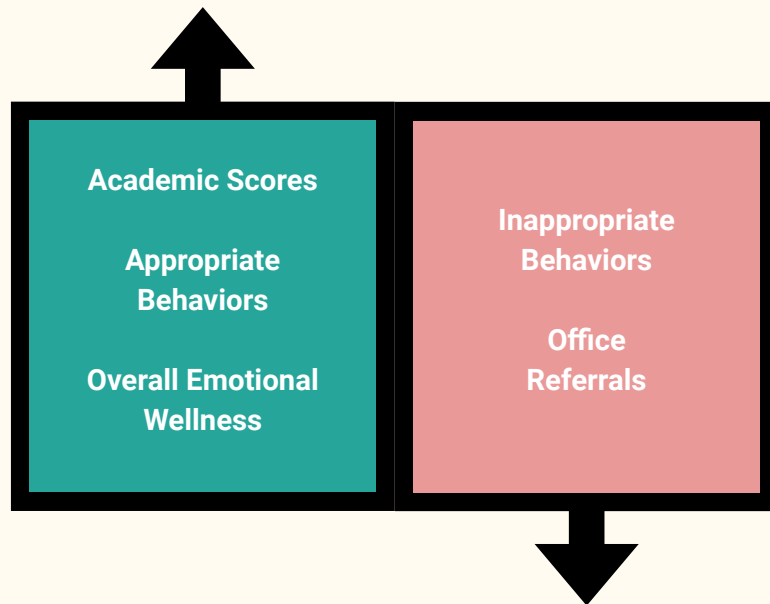 Academic Scores
Appropriate
Behaviors
Overall Emotional
Wellness
Inappropriate
Behaviors
Office
Referrals